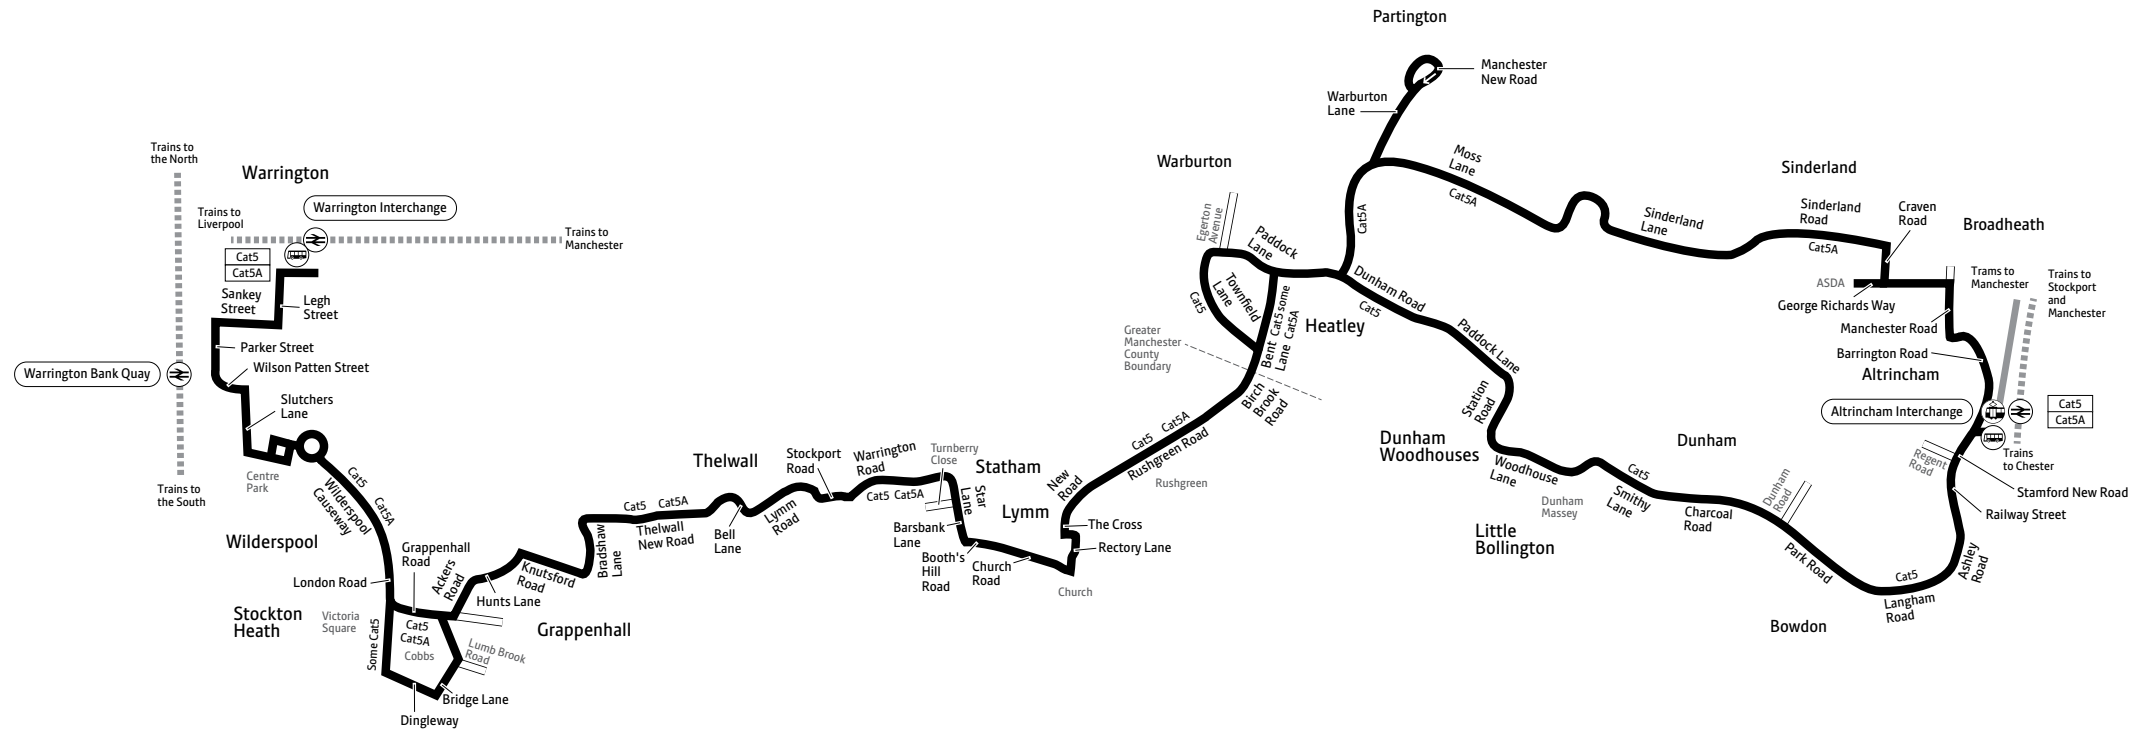 Partington
Manchester
New Road
Warburton
Lane
Trains to
the North
Warrington
Warrington Interchange
Trains to
Liverpool
Trains to
Manchester
Cat5
Cat5A
Sankey
Street
Legh
Street
Parker Street
Warrington Bank Quay
Wilson Patten Street
Slutchers
Lane
Centre
Park
Trains to
the South
Cat5
Cat5A
Wilderspool
Causeway
Wilderspool
London Road
Grappenhall
Road
Stockton
Heath
Victoria
Square
Some Cat5
Cat5
Cat5A
Cobbs
Ackers
Road
Hunts Lane
Knutsford
Road
Grappenhall
Lumb Brook
Road
Bridge Lane
Dingleway
Bradshaw
Lane
Cat5
Cat5A
Thelwall
New Road
Thelwall
Bell
Lane
Lymm
Road
Stockport
Road
Warrington
Road
Cat5
Cat5A
Turnberry
Close
Statham
Star
Lane
Barsbank
Lane
Booth's
Hill
Road
Church
Road
Lymm
New
Road
The Cross
Rectory Lane
Church
Cat5
Cat5A
Rushgreen Road
Rushgreen
Birch
Brook
Road
Greater
Manchester
County
Boundary
Warburton
Egerton
Avenue
Paddock
Lane
Townfield
Lane
Cat5
Bent
Lane
Cat5 some
Cat5A
Heatley
Cat5A
Moss
Lane
Cat5A
Sinderland
Lane
Sinderland
Sinderland
Road
Cat5A
Craven
Road
Broadheath
ASDA
George Richards Way
Manchester Road
Barrington Road
Altrincham
Trams to
Manchester
Trains to
Stockport
and
Manchester
Altrincham Interchange
Cat5
Cat5A
Trains
to Chester
Regent
Road
Stamford New Road
Railway Street
Ashley
Road
Dunham Road
Cat5
Paddock Lane
Station
Road
Dunham
Woodhouses
Woodhouse
Lane
Dunham
Massey
Cat5
Smithy
Lane
Dunham
Charcoal
Road
Dunham
Road
Little
Bollington
Park Road
Cat5
Langham
Road
Bowdon